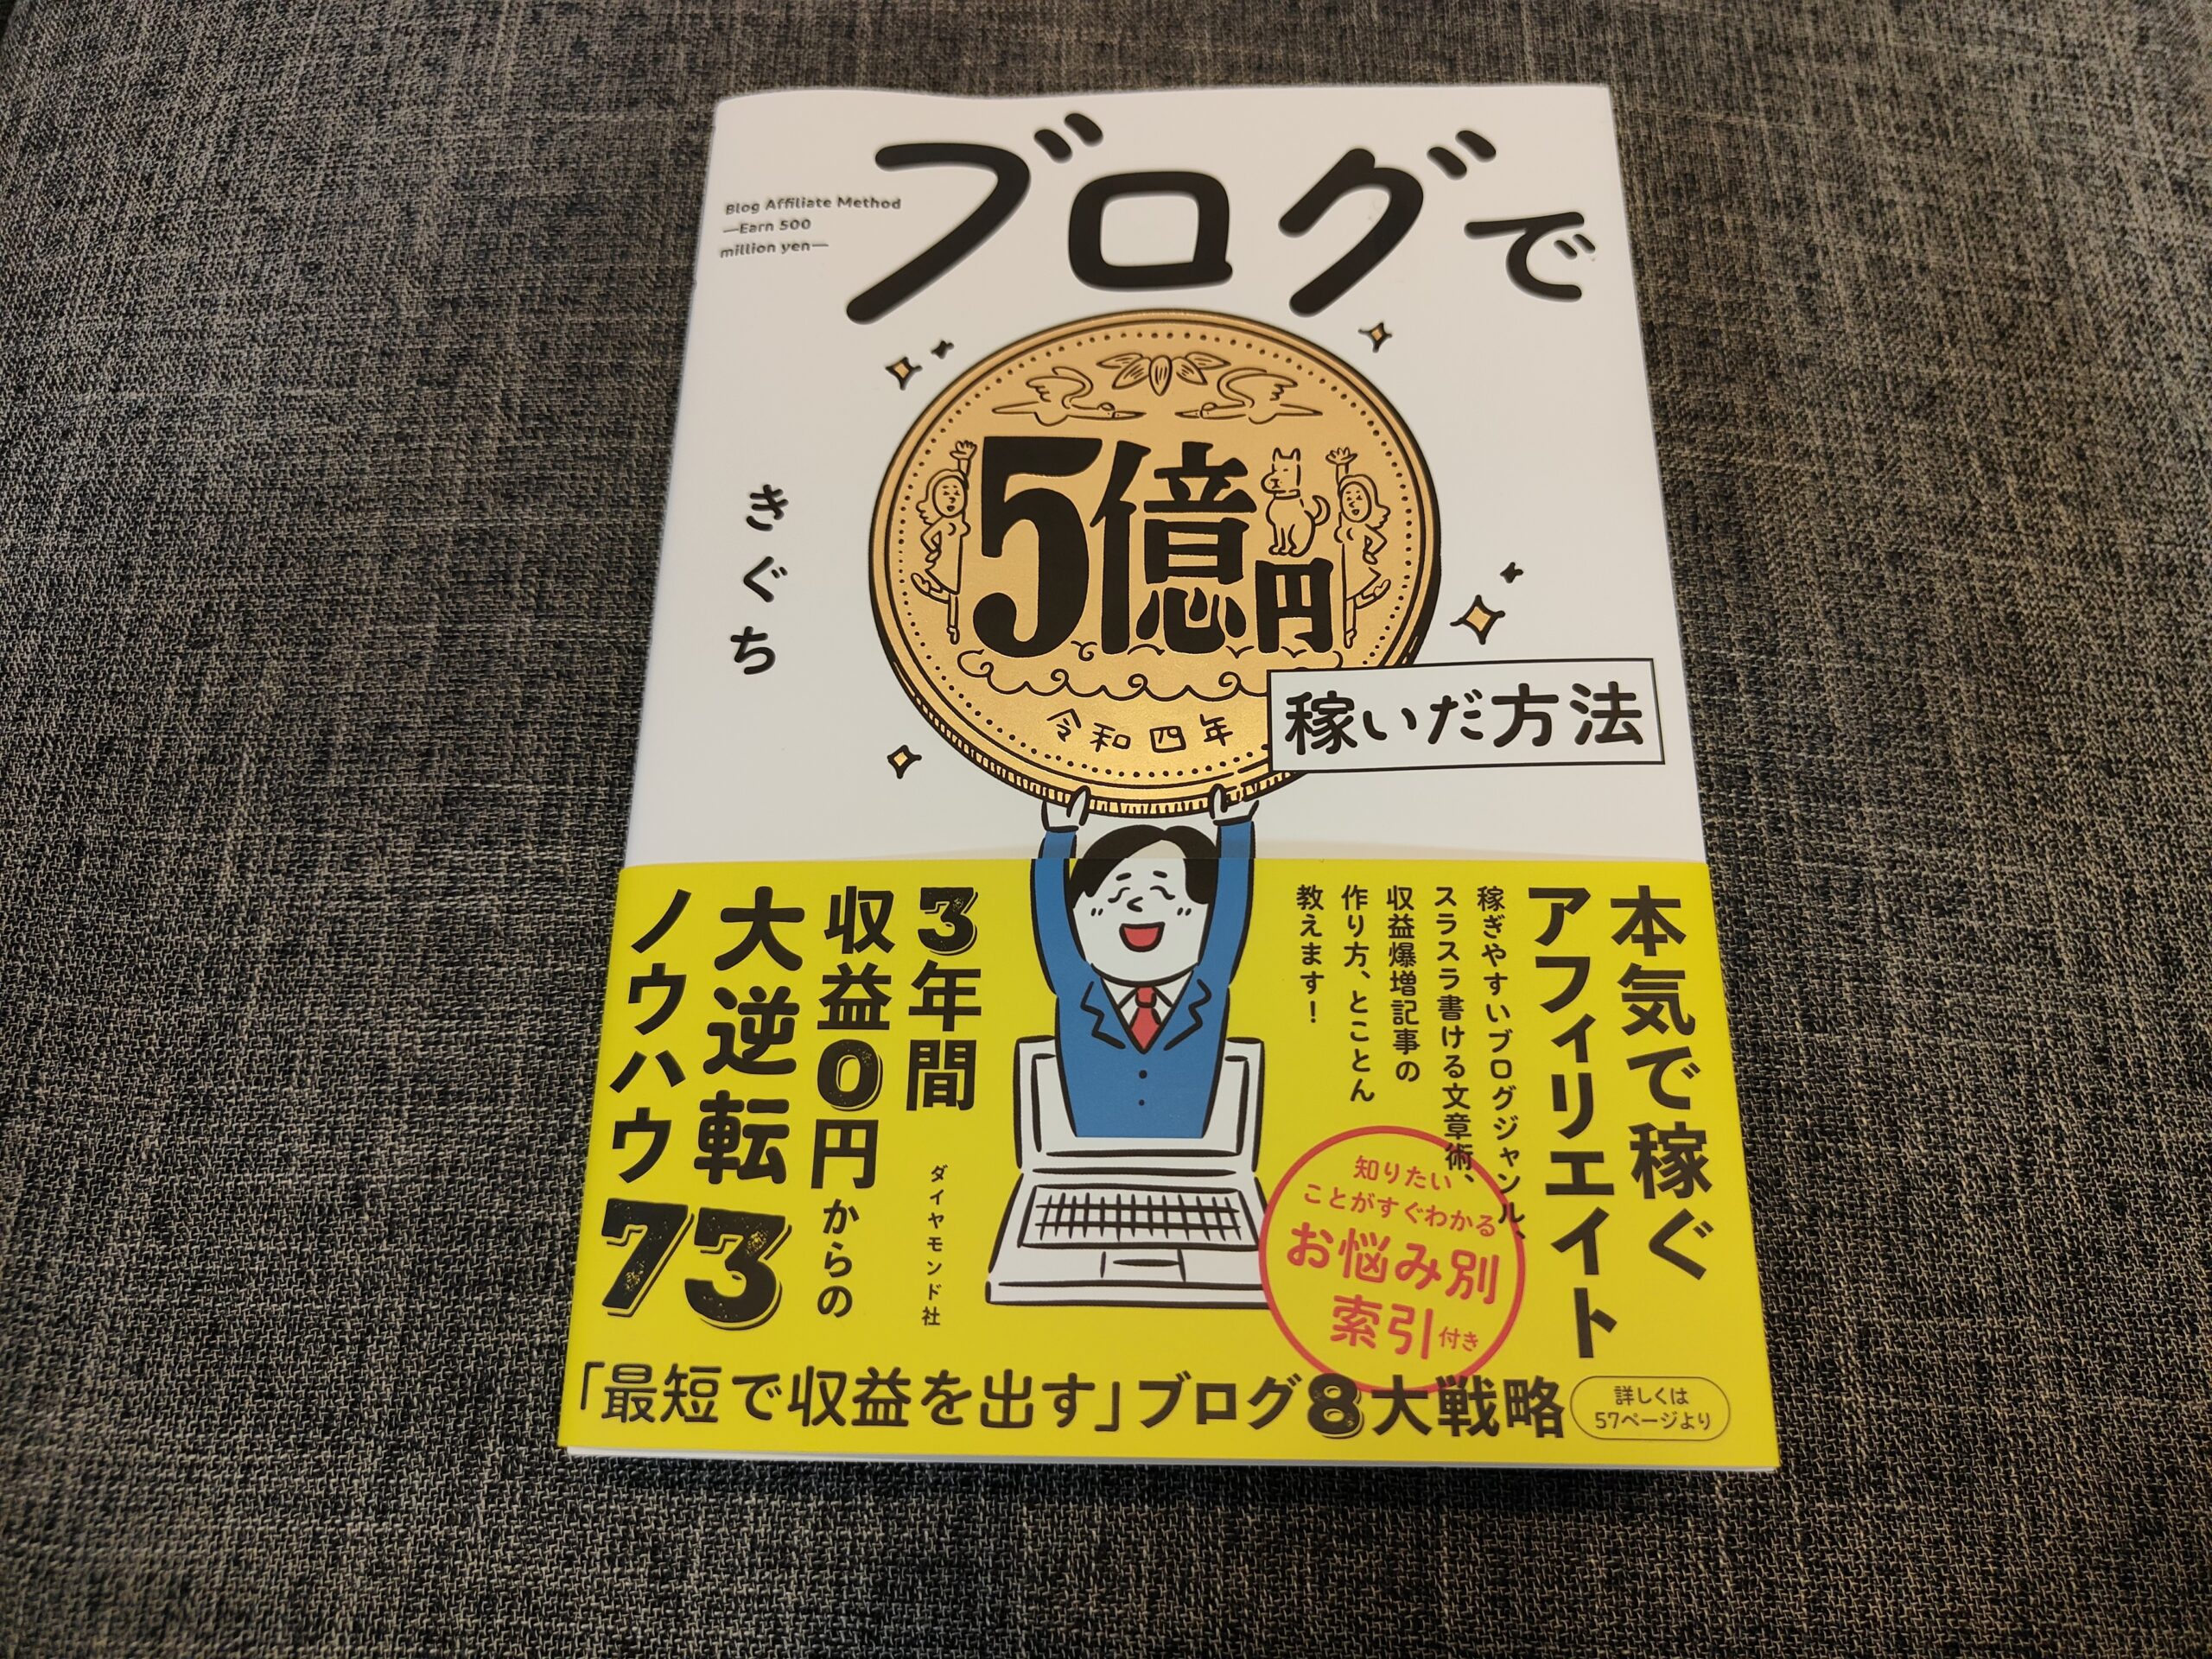 ブログで
Blog Affiliate Method
—Earn 500
million yen—
5億円
令和四年
稼いだ方法
きぐち
本気で稼ぐ
アフィリエイト
稼ぎやすいブログジャンル、
スラスラ書ける文章術、
収益爆増記事の
作り方、とことん
教えます!
3年間
収益0円からの
大逆転
ノウハウ
73
ダイヤモンド社
知りたい
ことがすぐわかる
お悩み別
索引付き
「最短で収益を出す」ブログ8大戦略
詳しくは
57ページより